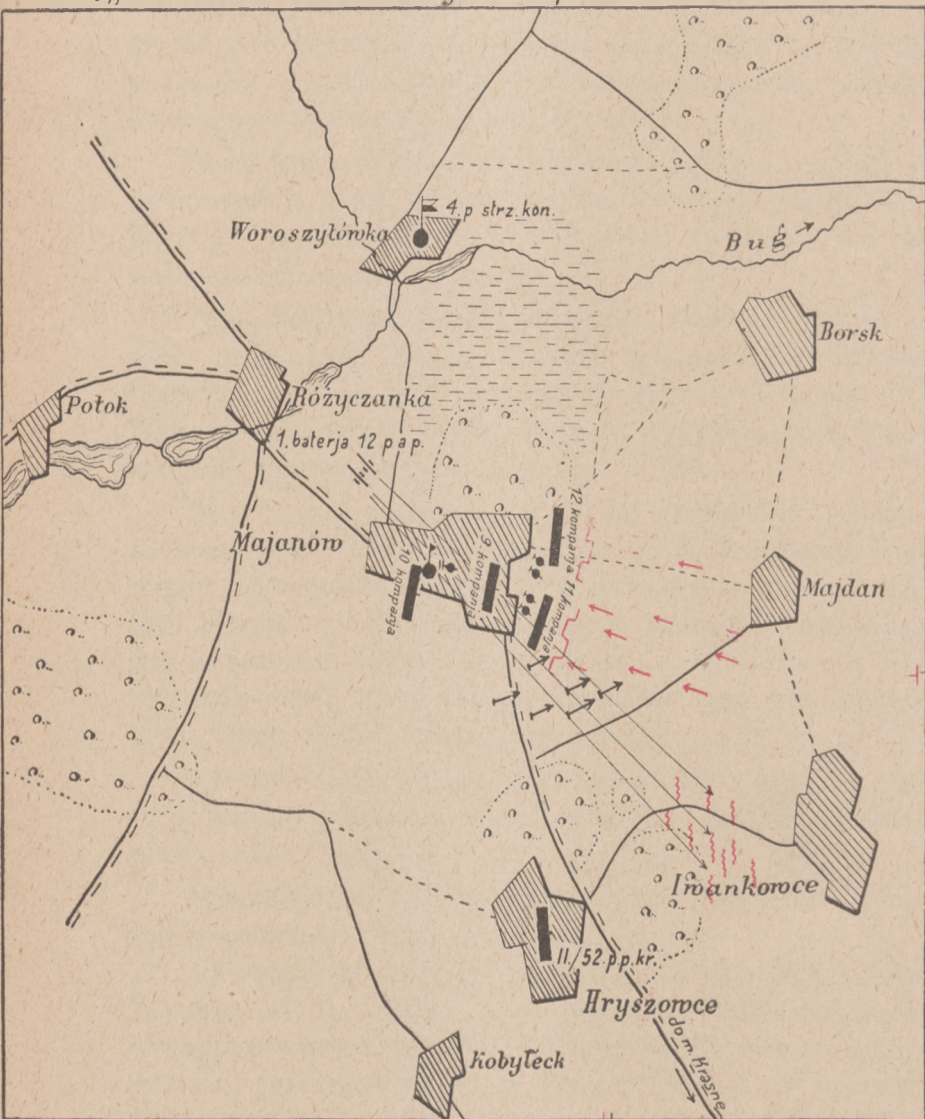 4. p strz. kon.
Woroszyłówka
Bug
Borsk
Połok
Różyczanka
1. baterja 12 p a p.
Majanów
12. kompanja
9 kompanja
10 kompanja
11 kompanja
Majdan
Iwankowce
II./52. p.p. kr.
Hryszowce
do m. Krasne
Kobyłeck